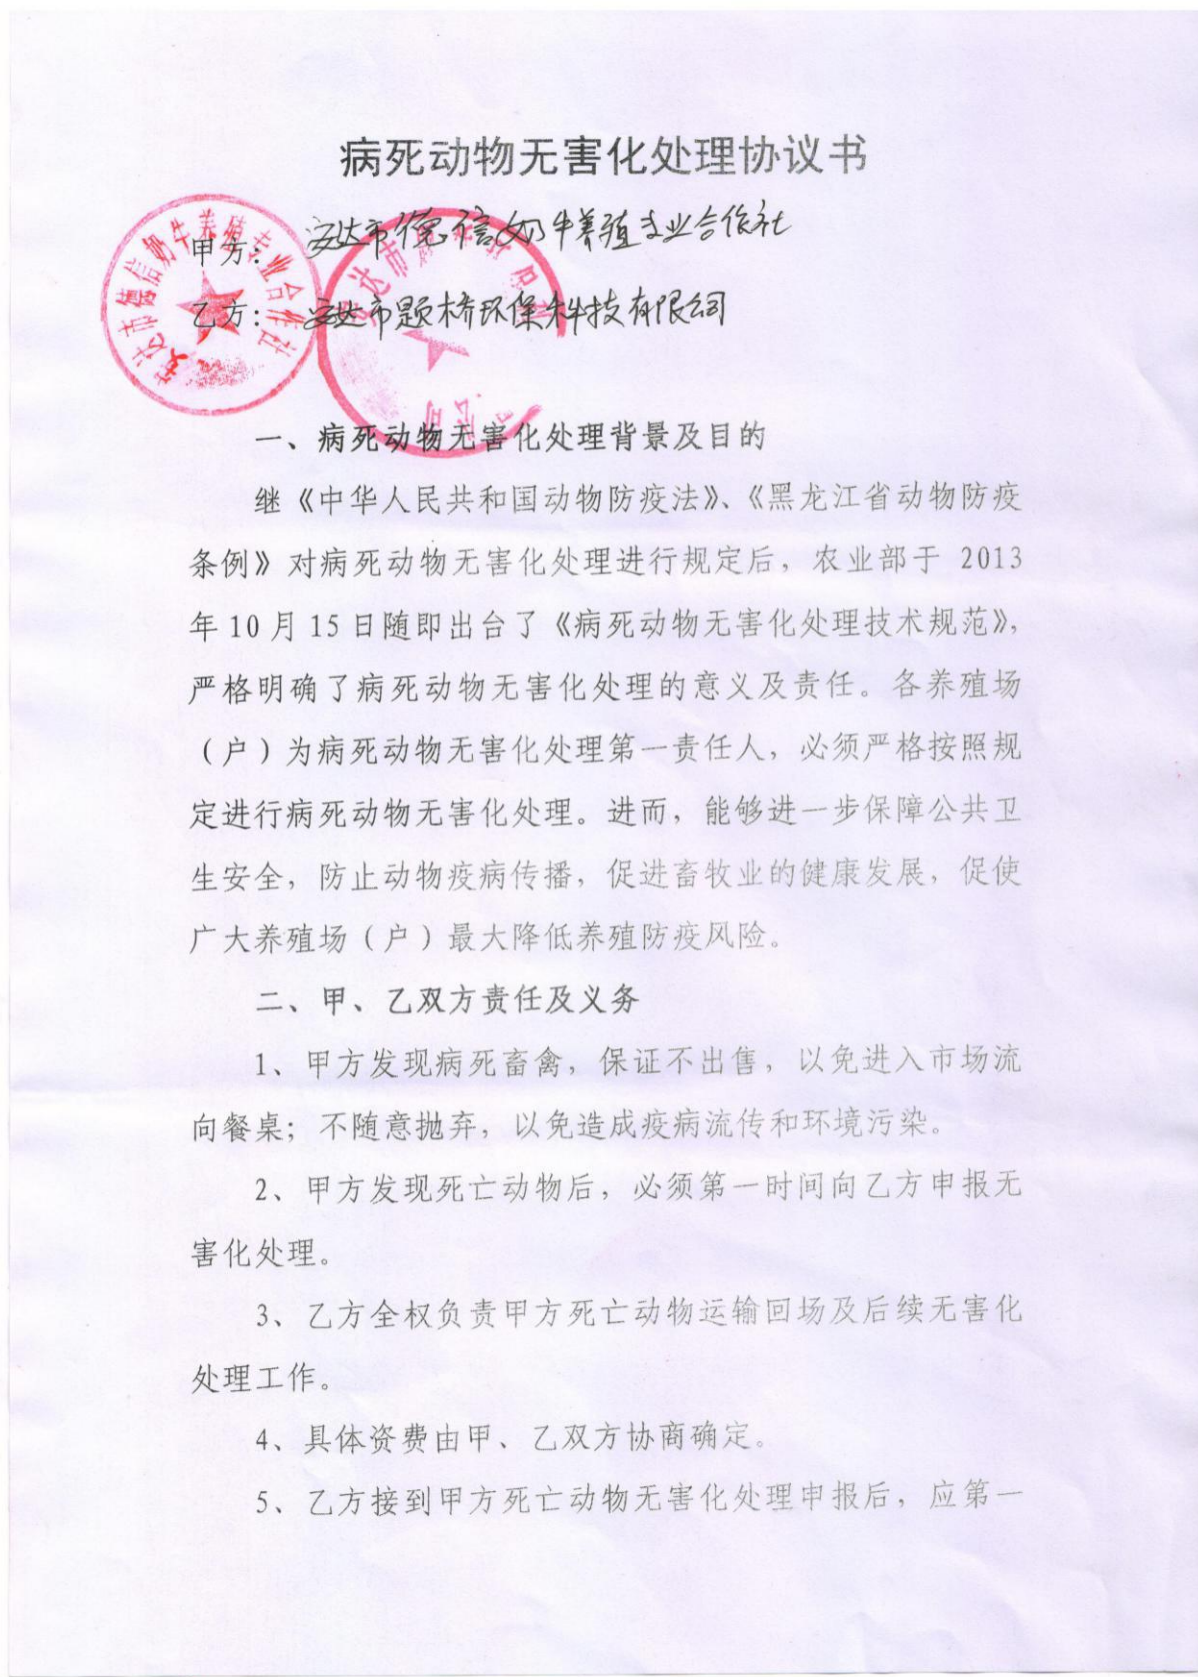 病死动物无害化处理协议书
甲方：安达市德信奶牛养殖专业合作社
乙方：安达市题桥环保科技有限公司
安达市德信奶牛养殖专业合作社
安达市
公司
一、病死动物无害化处理背景及目的
继《中华人民共和国动物防疫法》、《黑龙江省动物防疫
条例》对病死动物无害化处理进行规定后，农业部于 2013
年 10 月 15 日随即出台了《病死动物无害化处理技术规范》，
严格明确了病死动物无害化处理的意义及责任。各养殖场
（户）为病死动物无害化处理第一责任人，必须严格按照规
定进行病死动物无害化处理。进而，能够进一步保障公共卫
生安全，防止动物疫病传播，促进畜牧业的健康发展，促使
广大养殖场（户）最大降低养殖防疫风险。
二、甲、乙双方责任及义务
1、甲方发现病死畜禽，保证不出售，以免进入市场流
向餐桌；不随意抛弃，以免造成疫病流传和环境污染。
2、甲方发现死亡动物后，必须第一时间向乙方申报无
害化处理。
3、乙方全权负责甲方死亡动物运输回场及后续无害化
处理工作。
4、具体资费由甲、乙双方协商确定。
5、乙方接到甲方死亡动物无害化处理申报后，应第一